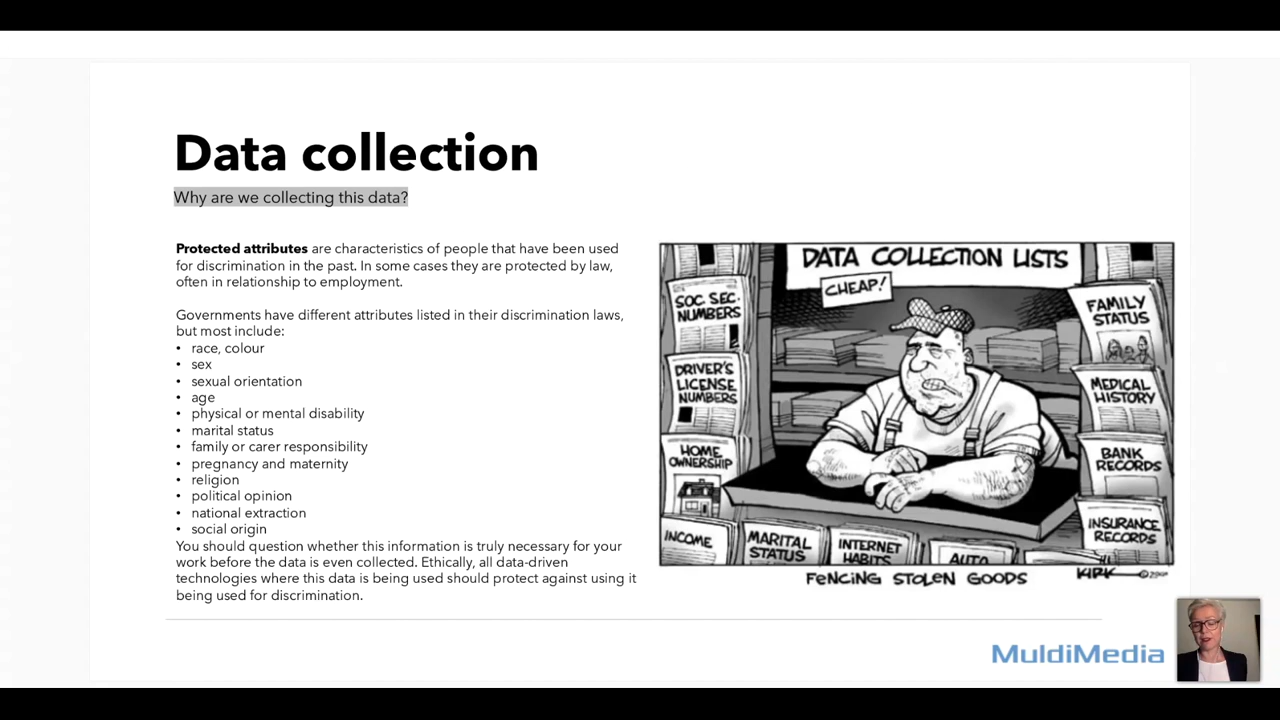 Data collection
Why are we collecting this data?
Protected attributes are characteristics of people that have been used
for discrimination in the past. In some cases they are protected by law,
often in relationship to employment.
Governments have different attributes listed in their discrimination laws,
but most include:
• race, colour
• sex
• sexual orientation
• age
• physical or mental disability
• marital status
• family or carer responsibility
• pregnancy and maternity
• religion
• political opinion
• national extraction
• social origin
You should question whether this information is truly necessary for your
work before the data is even collected. Ethically, all data-driven
technologies where this data is being used should protect against using it
being used for discrimination.
DATA COLLECTION LISTS
CHEAP!
SOC. SEC.
NUMBERS
DRIVER'S
LICENSE
NUMBERS
HOME
OWNERSHIP
INCOME
MARITAL
STATUS
INTERNET
HABITS
AUTO
FAMILY
STATUS
MEDICAL
HISTORY
BANK
RECORDS
INSURANCE
RECORDS
FENCING STOLEN GOODS
KIRK
MuldiMedia